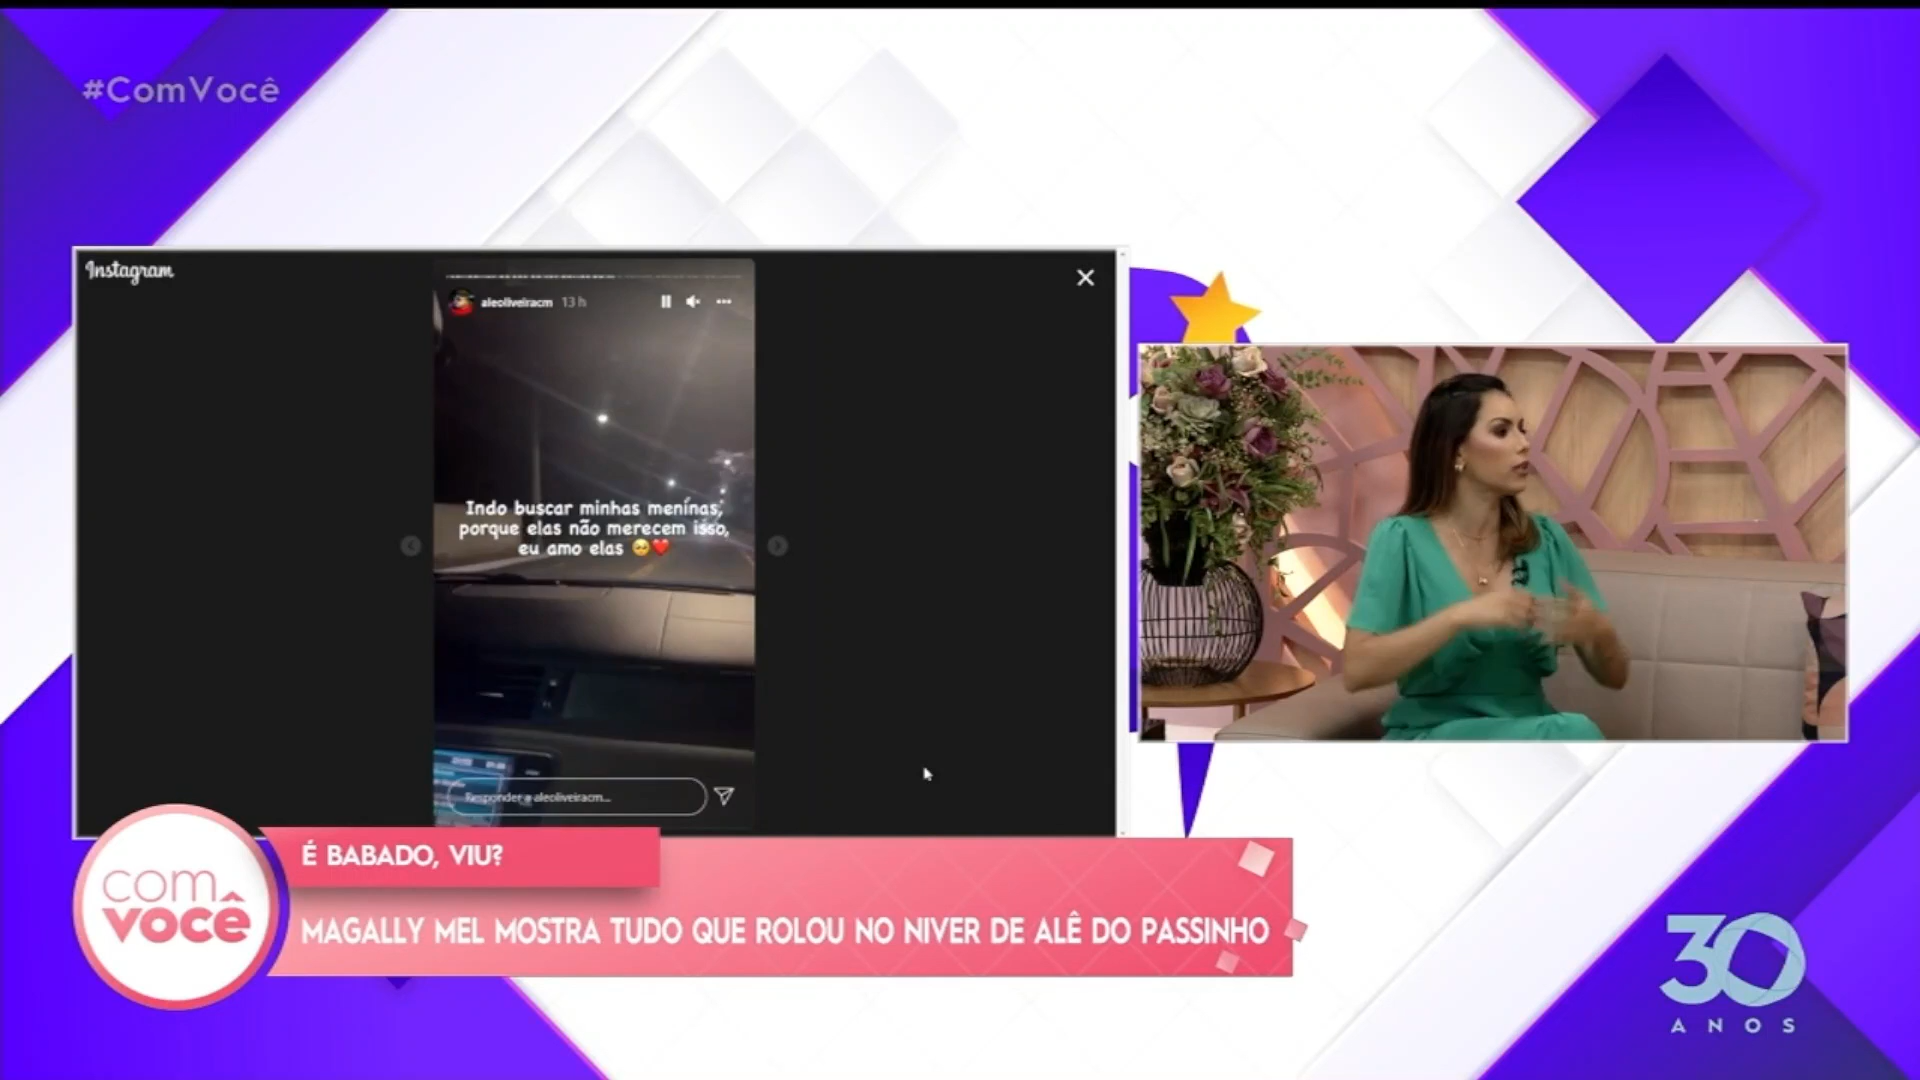 #ComVocê
Instagram
aleoliveiracm 13 h
Indo buscar minhas meninas,
porque elas não merecem isso,
eu amo elas 🥺❤️
Responder a aleoliveiracm...
É BABADO, VIU?
com
você
MAGALLY MEL MOSTRA TUDO QUE ROLOU NO NIVER DE ALÊ DO PASSINHO
30
ANOS